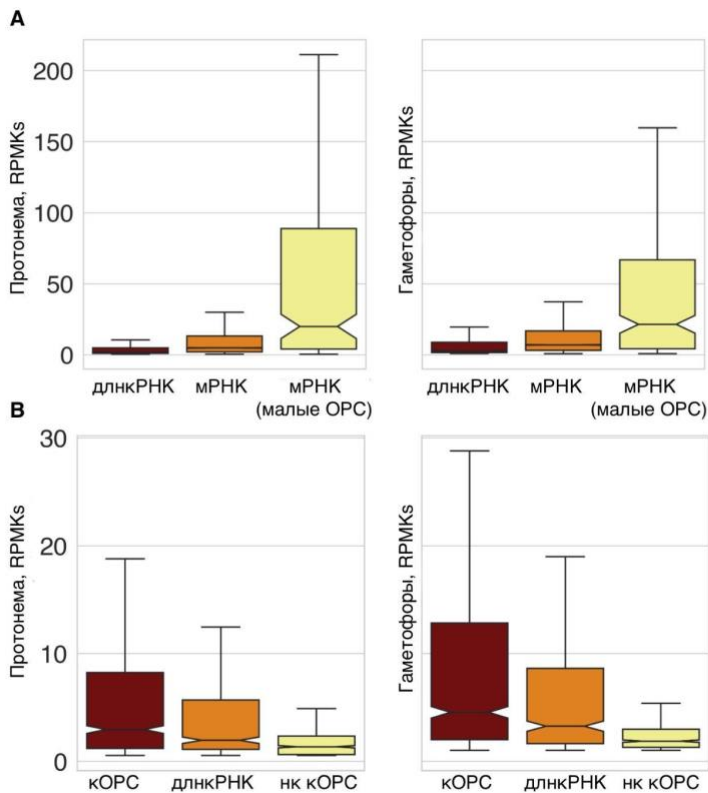 A
Протонема, RPMKs
200
150
100
50
0
длнкРНК мРНК мРНК
(малые ОРС)
Гаметофоры, RPMKs
длнкРНК мРНК мРНК
(малые ОРС)
B
Протонема, RPMKs
30
20
10
0
кОРС длнкРНК нк кОРС
Гаметофоры, RPMKs
кОРС длнкРНК нк кОРС